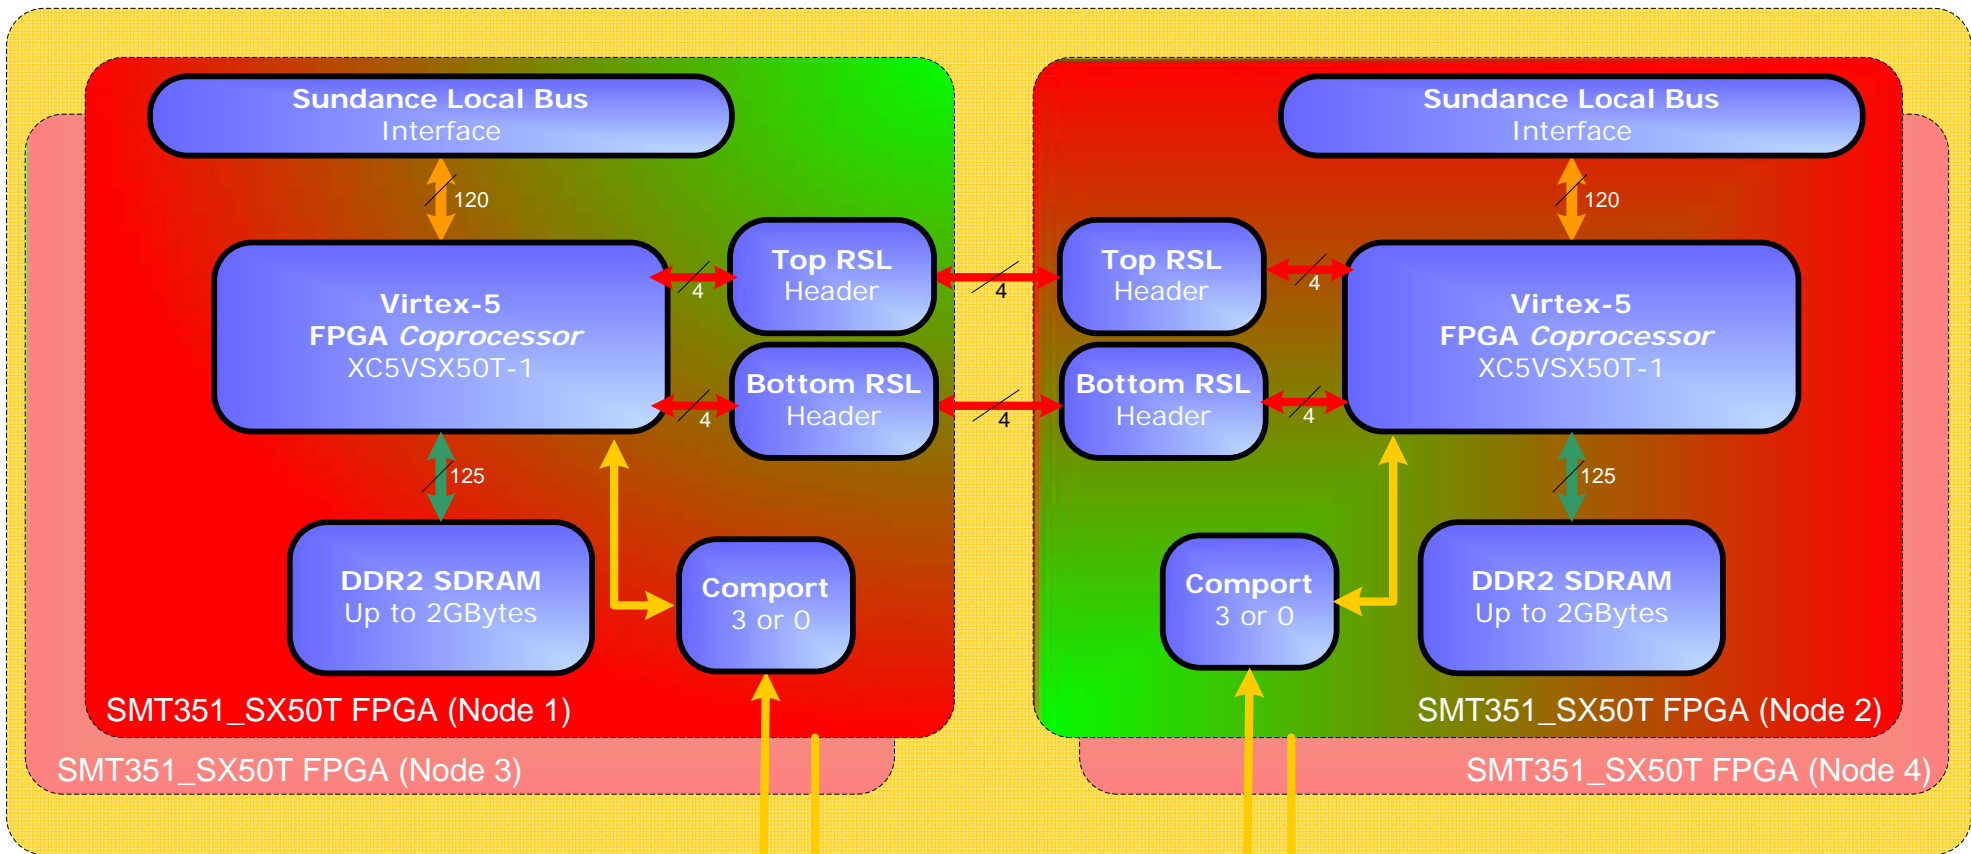 Sundance Local Bus
Interface
120
Virtex-5
FPGA Coprocessor
XC5VSX50T-1
4
Top RSL
Header
4
Bottom RSL
Header
125
DDR2 SDRAM
Up to 2GBytes
Comport
3 or 0
SMT351_SX50T FPGA (Node 1)
SMT351_SX50T FPGA (Node 3)
4
4
Sundance Local Bus
Interface
120
Top RSL
Header
4
Bottom RSL
Header
4
Virtex-5
FPGA Coprocessor
XC5VSX50T-1
125
Comport
3 or 0
DDR2 SDRAM
Up to 2GBytes
SMT351_SX50T FPGA (Node 2)
SMT351_SX50T FPGA (Node 4)